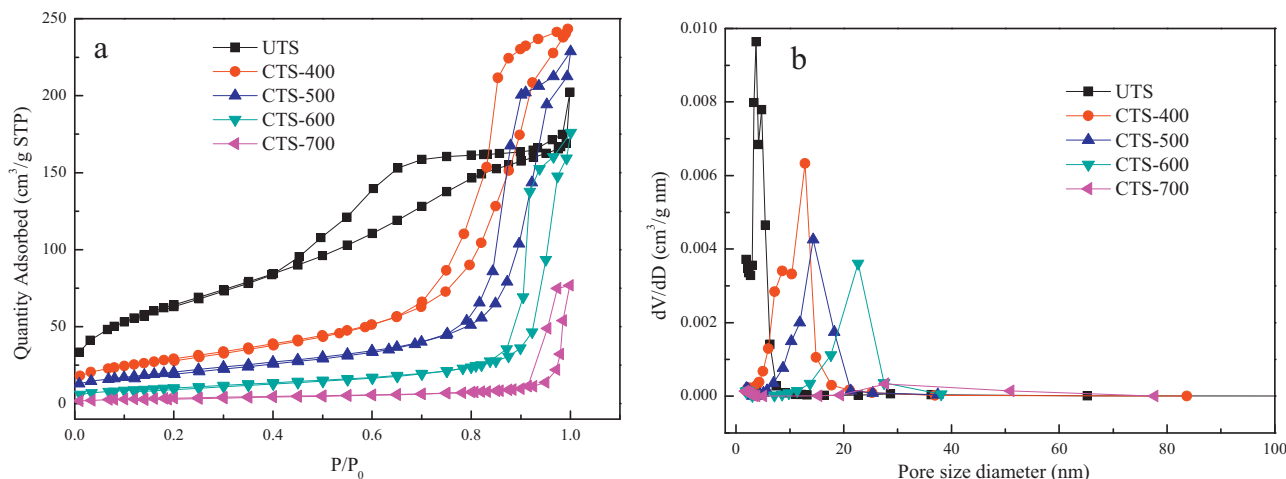 a
UTS
CTS-400
CTS-500
CTS-600
CTS-700
250
200
150
100
50
0
0.0 0.2 0.4 0.6 0.8 1.0
Quantity Adsorbed (cm³/g STP)
P/P₀
b
UTS
CTS-400
CTS-500
CTS-600
CTS-700
0.010
0.008
0.006
0.004
0.002
0.000
0 20 40 60 80 100
dV/dD (cm³/g nm)
Pore size diameter (nm)